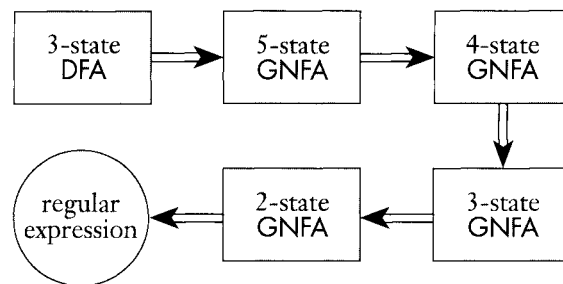 3-state
DFA
5-state
GNFA
4-state
GNFA
3-state
GNFA
2-state
GNFA
regular
expression